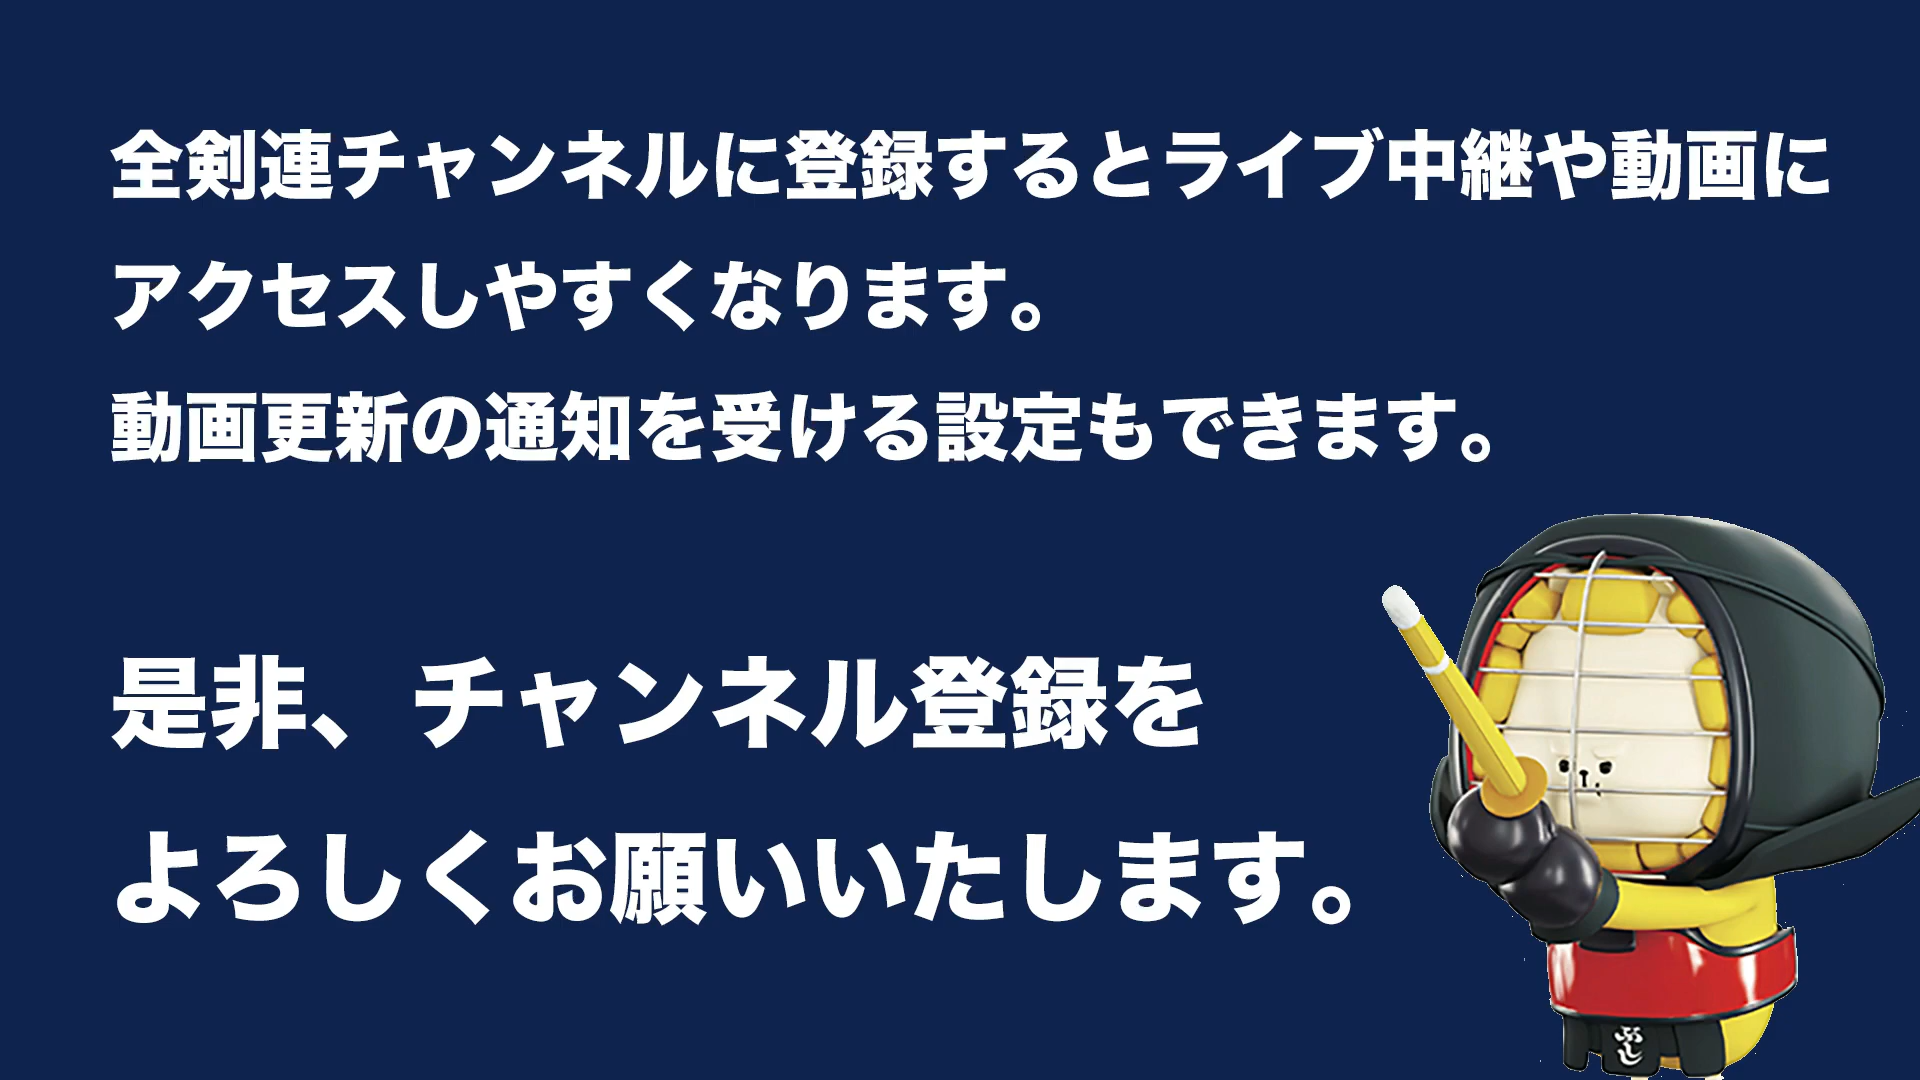 全剣連チャンネルに登録するとライブ中継や動画に
アクセスしやすくなります。
動画更新の通知を受ける設定もできます。
是非、チャンネル登録を
よろしくお願いいたします。
ぶし